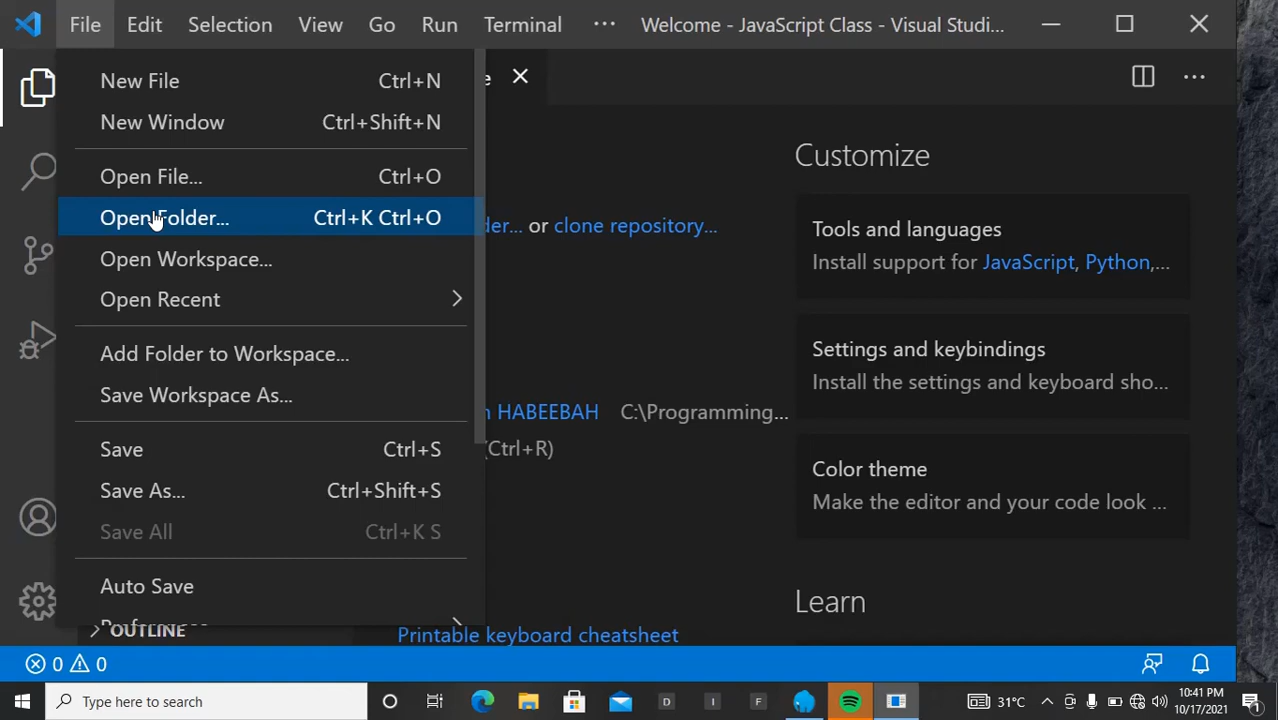 File Edit Selection View Go Run Terminal ... Welcome - JavaScript Class - Visual Studi...
New File Ctrl+N
New Window Ctrl+Shift+N
Open File... Ctrl+O
Open Folder... Ctrl+K Ctrl+O
Open Workspace...
Open Recent
Add Folder to Workspace...
Save Workspace As...
Save Ctrl+S
Save As... Ctrl+Shift+S
Save All Ctrl+K S
Auto Save
Preferences
OUTLINE
e
der... or clone repository...
HABEEBAH C:\Programming...
(Ctrl+R)
Printable keyboard cheatsheet
Customize
Tools and languages
Install support for JavaScript, Python,...
Settings and keybindings
Install the settings and keyboard sho...
Color theme
Make the editor and your code look ...
Learn
0 0
Type here to search
D I F
31°C
10:41 PM
10/17/2021
1